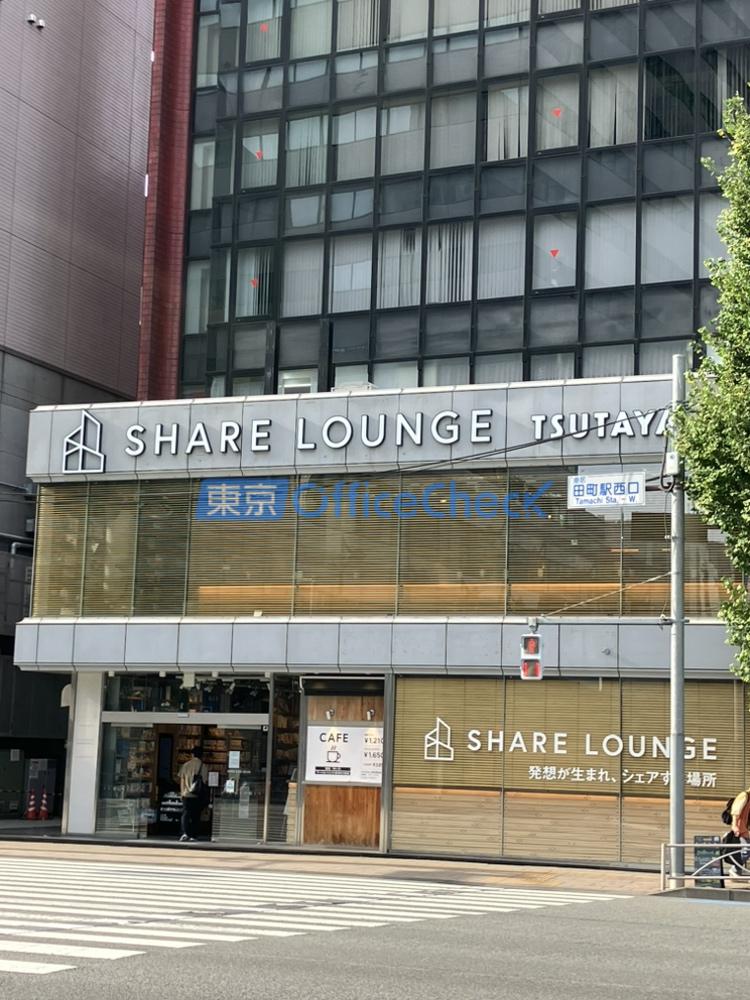 SHARE LOUNGE TSUTAYA
東京 OfficeChecK
田町駅西口
Tamachi Sta. - W
CAFE
¥1,210
¥1,650
SHARE LOUNGE
発想が生まれ、シェアする場所